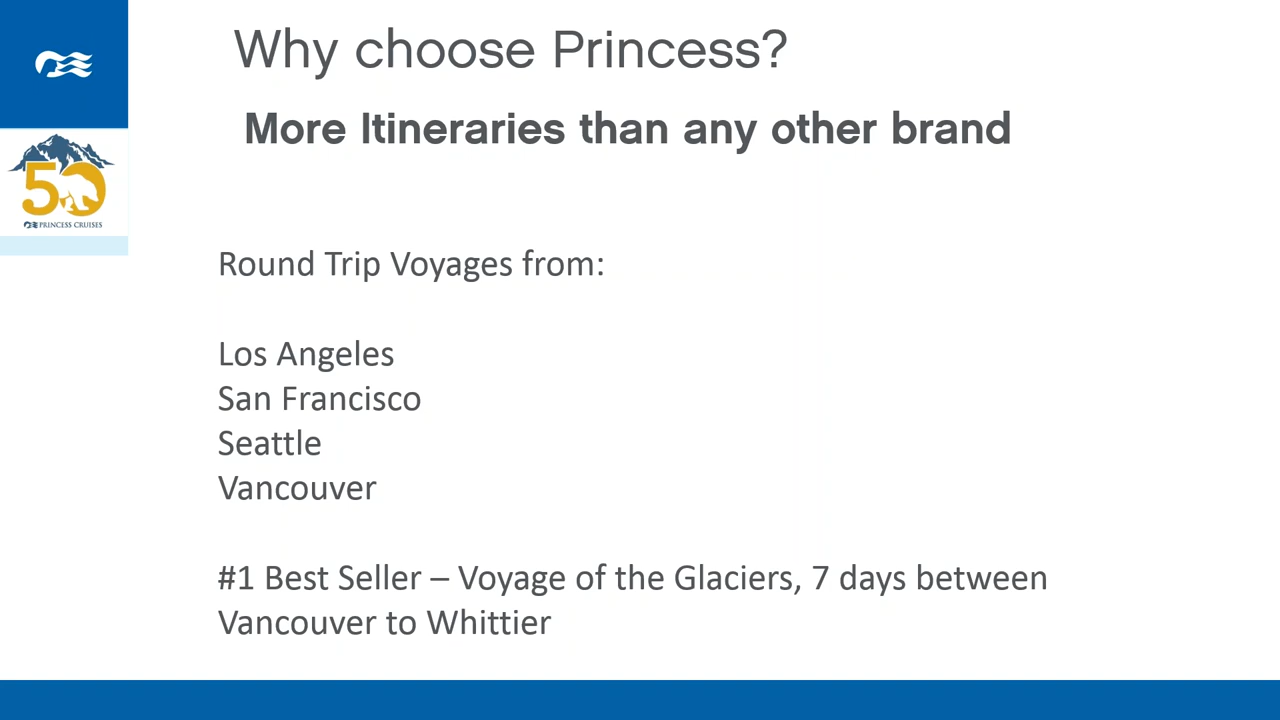 Why choose Princess?
More Itineraries than any other brand
50
PRINCESS CRUISES
Round Trip Voyages from:
Los Angeles
San Francisco
Seattle
Vancouver
#1 Best Seller – Voyage of the Glaciers, 7 days between
Vancouver to Whittier